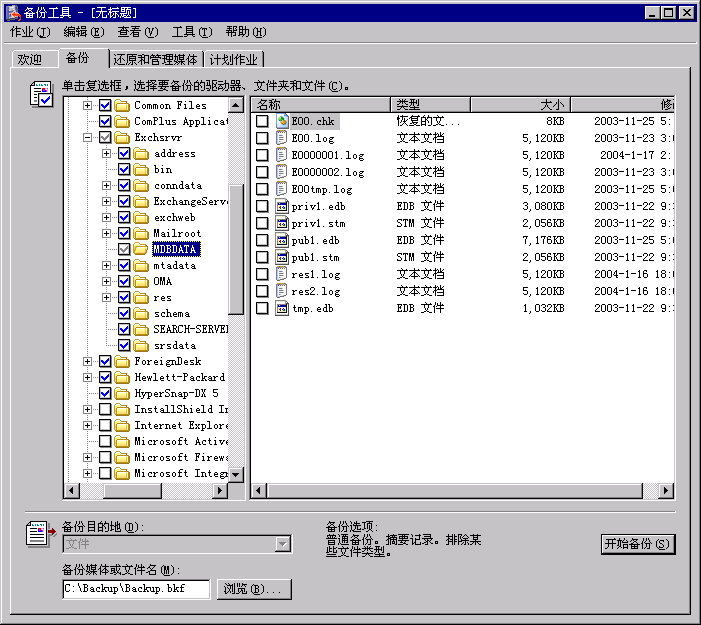 备份工具 - [无标题]
作业(J) 编辑(E) 查看(V) 工具(T) 帮助(H)
欢迎 备份 还原和管理媒体 计划作业
单击复选框，选择要备份的驱动器、文件夹和文件(C)。
Common Files
ComPlus Applicat
Exchsrvr
address
bin
conndata
ExchangeServe
exchweb
Mailroot
MDBDATA
mtadata
OMA
res
schema
SEARCH-SERVER
srsdata
ForeignDesk
Hewlett-Packard
HyperSnap-DX 5
InstallShield In
Internet Explore
Microsoft Active
Microsoft Firew
Microsoft Integr
名称 类型 大小 修
E00.chk 恢复的文... 8KB 2003-11-25 5:
E00.log 文本文档 5,120KB 2003-11-23 3:
E0000001.log 文本文档 5,120KB 2004-1-17 2:
E0000002.log 文本文档 5,120KB 2003-11-23 3:
E00tmp.log 文本文档 5,120KB 2003-11-23 5:
priv1.edb EDB 文件 3,080KB 2003-11-22 9:
priv1.stm STM 文件 2,056KB 2003-11-22 9:
pub1.edb EDB 文件 7,176KB 2003-11-25 5:
pub1.stm STM 文件 2,056KB 2003-11-22 9:
res1.log 文本文档 5,120KB 2004-1-16 18:
res2.log 文本文档 5,120KB 2004-1-16 18:
tmp.edb EDB 文件 1,032KB 2003-11-22 9:
备份目的地(D):
文件
备份媒体或文件名(M):
C:\Backup\Backup.bkf 浏览(B)...
备份选项:
普通备份。摘要记录。排除某
些文件类型。
开始备份(S)